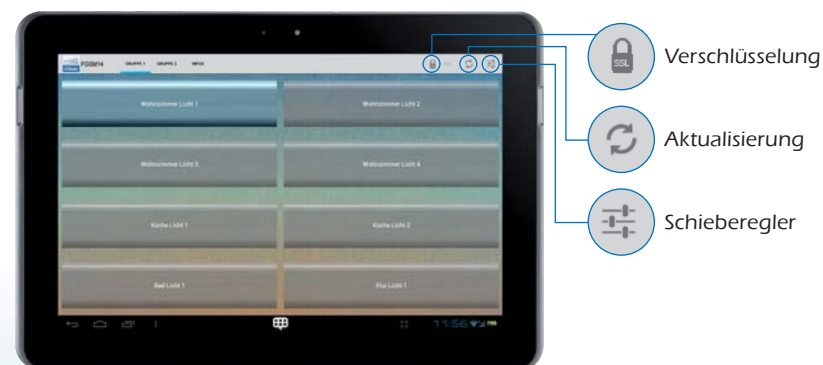 FGSM14 GRUPPE 1 GRUPPE 2 INFOS
Wohnzimmer Licht 1 Wohnzimmer Licht 2
Wohnzimmer Licht 3 Wohnzimmer Licht 4
Küche Licht 1 Küche Licht 2
Bad Licht 1 Flur Licht 1
11:56
SSL
Verschlüsselung
Aktualisierung
Schieberegler